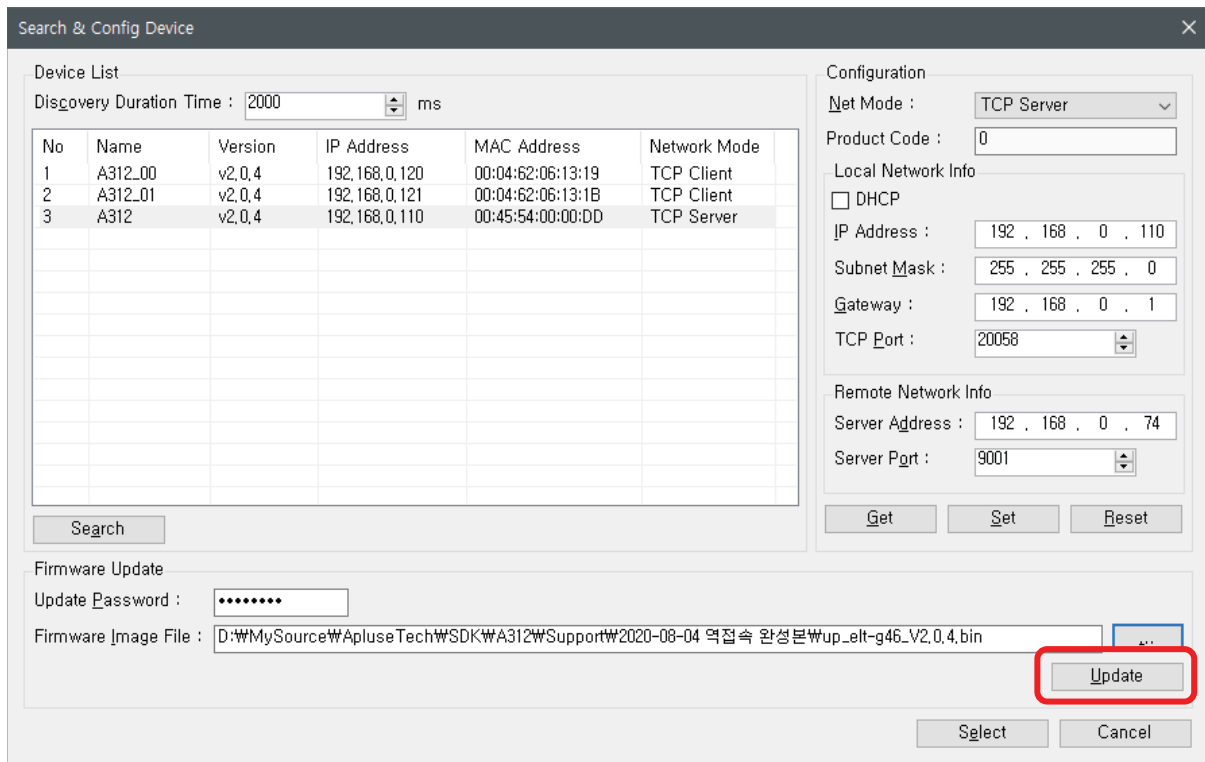 Search & Config Device
Device List
Discovery Duration Time : 2000 ms
No Name Version IP Address MAC Address Network Mode
1 A312_00 v2.0.4 192.168.0.120 00:04:62:06:13:19 TCP Client
2 A312_01 v2.0.4 192.168.0.121 00:04:62:06:13:1B TCP Client
3 A312 v2.0.4 192.168.0.110 00:45:54:00:00:DD TCP Server
Search
Configuration
Net Mode : TCP Server
Product Code : 0
Local Network Info
DHCP
IP Address : 192 . 168 . 0 . 110
Subnet Mask : 255 . 255 . 255 . 0
Gateway : 192 . 168 . 0 . 1
TCP Port : 20058
Remote Network Info
Server Address : 192 . 168 . 0 . 74
Server Port : 9001
Get Set Reset
Firmware Update
Update Password : ••••••••
Firmware Image File : D:₩MySource₩ApluseTech₩SDK₩A312₩Support₩2020-08-04 역접속 완성본₩up_elt-g46_V2.0.4.bin
...
Update
Select Cancel